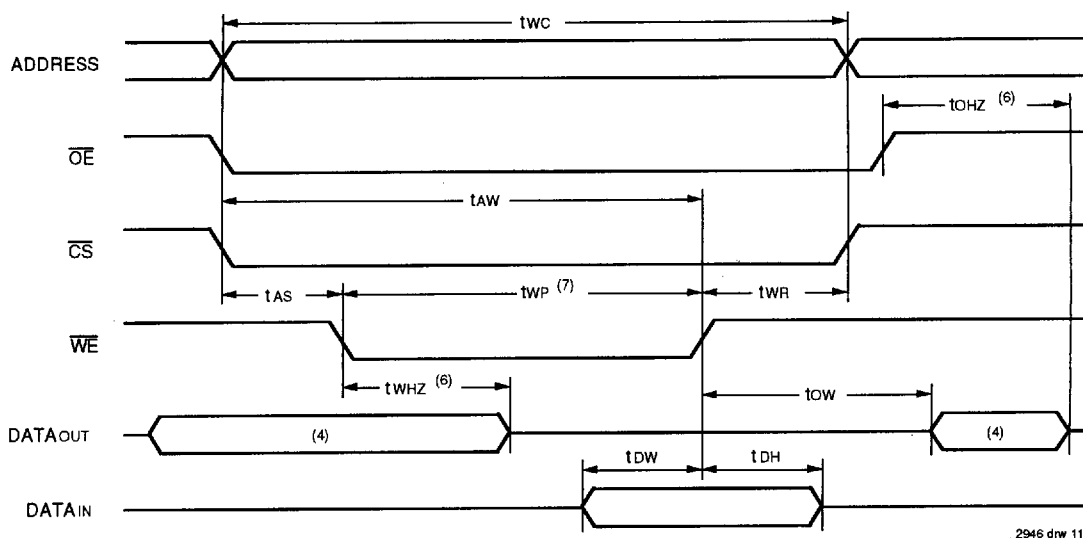 tWC
ADDRESS
tOHZ (6)
OE
tAW
CS
tAS
tWP (7)
tWR
WE
tWHZ (6)
tOW
DATAOUT
(4)
(4)
tDW
tDH
DATAIN
2946 drw 11